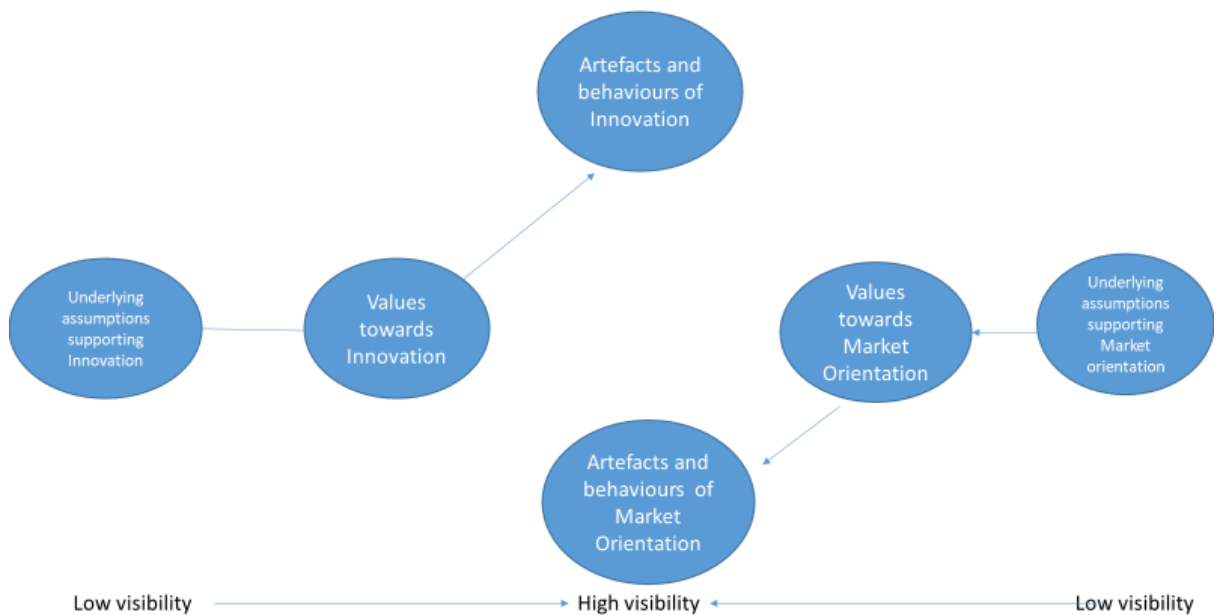 Artefacts and
behaviours of
Innovation
Underlying
assumptions
supporting
Innovation
Values
towards
Innovation
Values
towards
Market
Orientation
Underlying
assumptions
supporting
Market
orientation
Artefacts and
behaviours of
Market
Orientation
Low visibility
High visibility
Low visibility